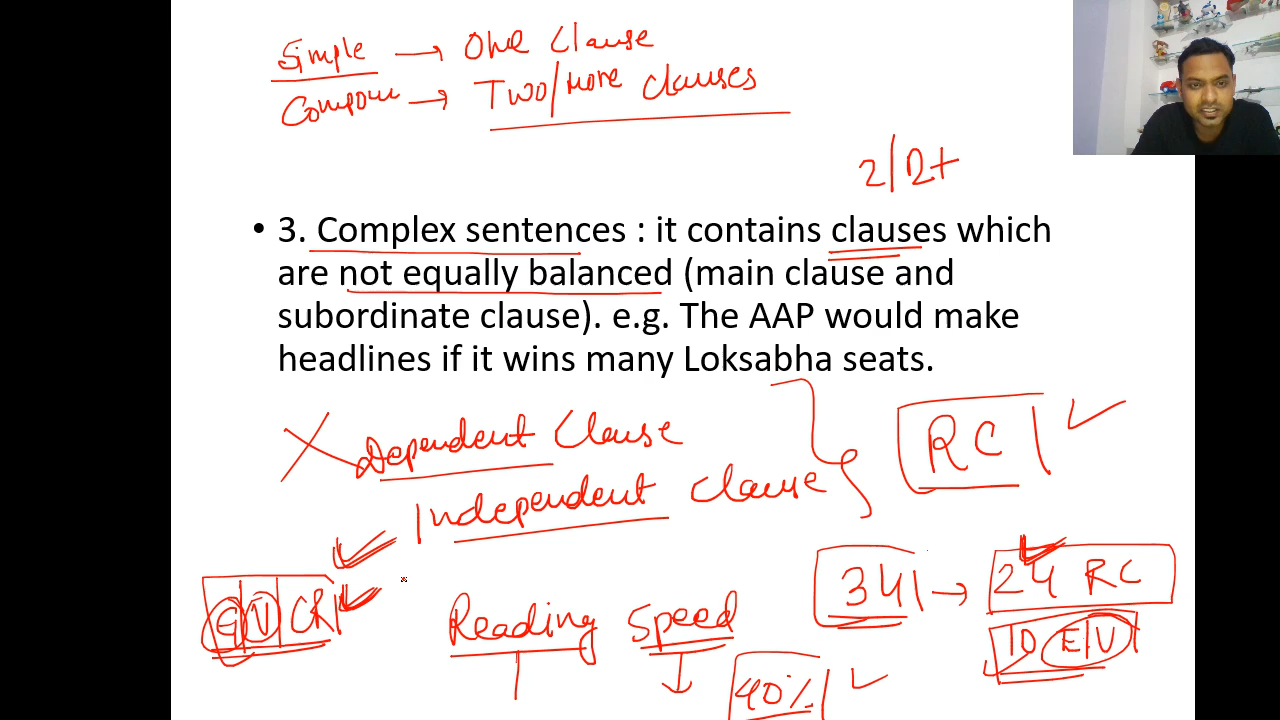 Simple → One Clause
Compoun → Two/More Clauses
2/2+
• 3. Complex sentences : it contains clauses which
are not equally balanced (main clause and
subordinate clause). e.g. The AAP would make
headlines if it wins many Loksabha seats.
Dependent Clause
Independent Clause
RC
34 → 24 RC
10 E/V
G V CR
Reading Speed
40%